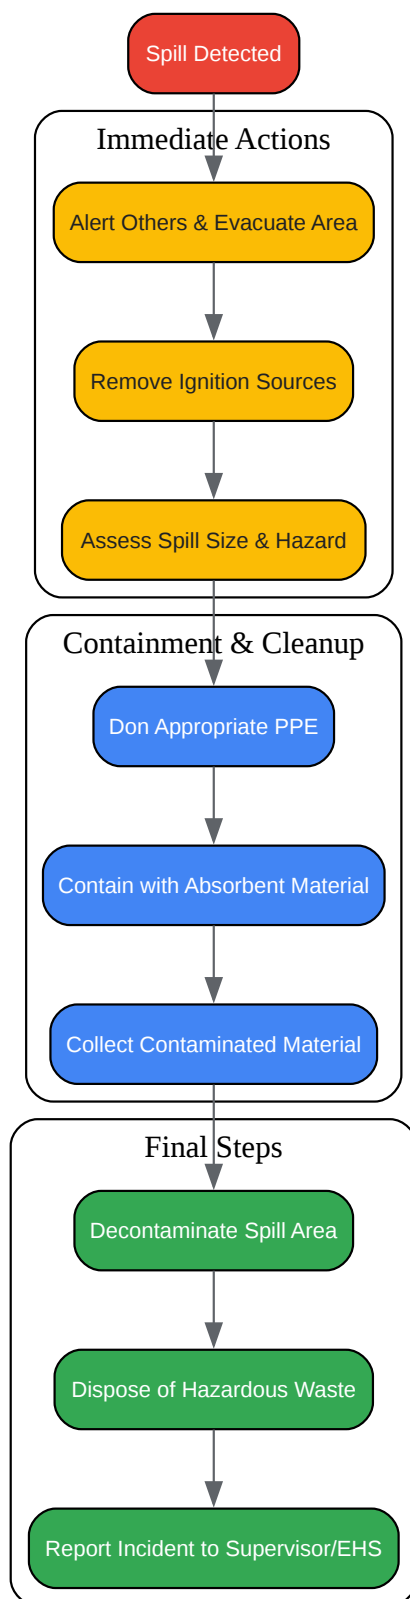 Spill Detected
Immediate Actions
Alert Others & Evacuate Area
Remove Ignition Sources
Assess Spill Size & Hazard
Containment & Cleanup
Don Appropriate PPE
Contain with Absorbent Material
Collect Contaminated Material
Final Steps
Decontaminate Spill Area
Dispose of Hazardous Waste
Report Incident to Supervisor/EHS